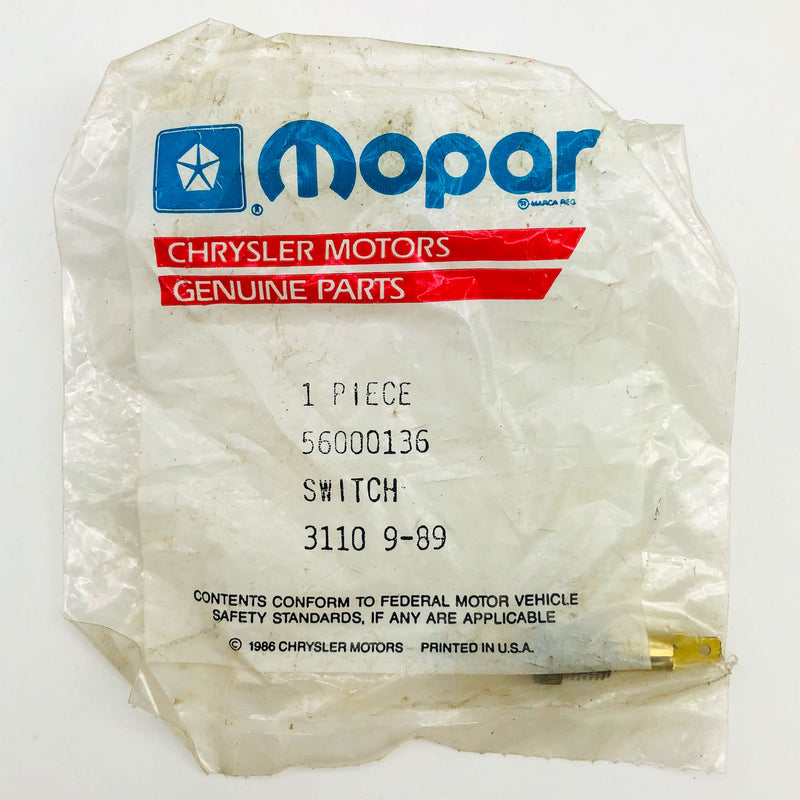 mopar
®
® MARCA REG.
CHRYSLER MOTORS
GENUINE PARTS
1 PIECE
56000136
SWITCH
3110 9-89
CONTENTS CONFORM TO FEDERAL MOTOR VEHICLE
SAFETY STANDARDS, IF ANY ARE APPLICABLE
© 1986 CHRYSLER MOTORS PRINTED IN U.S.A.